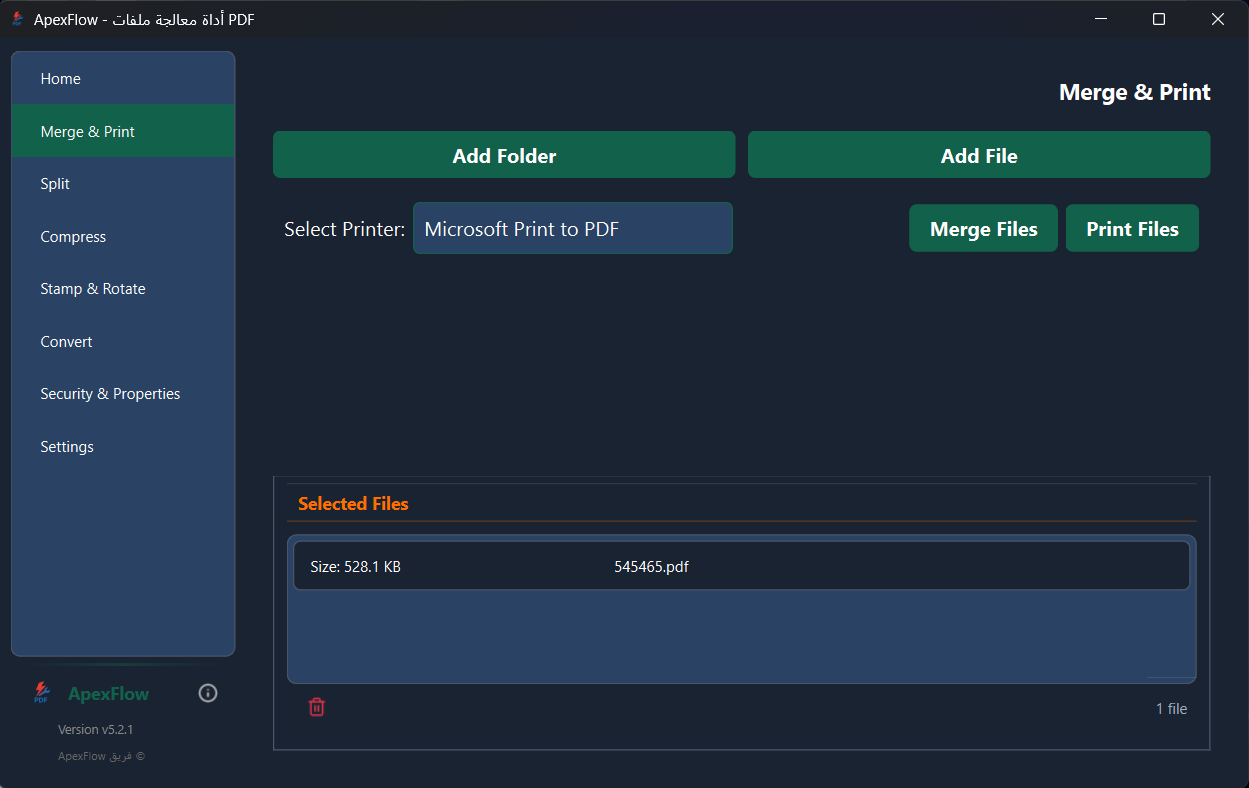 ApexFlow - أداة معالجة ملفات PDF
Home
Merge & Print
Split
Compress
Stamp & Rotate
Convert
Security & Properties
Settings
PDF
ApexFlow
Version v5.2.1
ApexFlow فريق ©
Merge & Print
Add Folder
Add File
Select Printer: Microsoft Print to PDF
Merge Files
Print Files
Selected Files
Size: 528.1 KB
545465.pdf
1 file